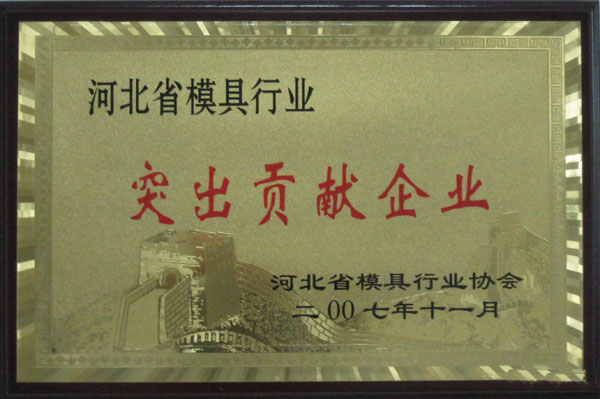 河北省模具行业
突出贡献企业
河北省模具行业协会
二00七年十一月